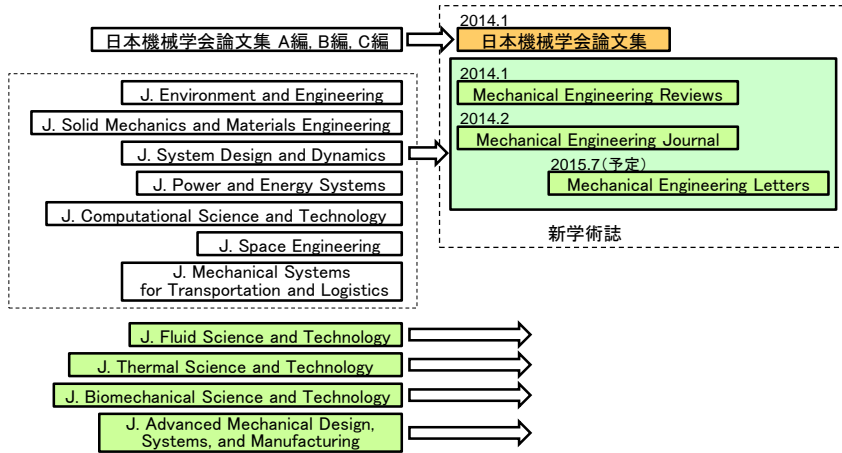 2014.1
日本機械学会論文集 A編, B編, C編
日本機械学会論文集
2014.1
J. Environment and Engineering
Mechanical Engineering Reviews
J. Solid Mechanics and Materials Engineering
2014.2
Mechanical Engineering Journal
J. System Design and Dynamics
2015.7(予定)
J. Power and Energy Systems
Mechanical Engineering Letters
J. Computational Science and Technology
J. Space Engineering
新学術誌
J. Mechanical Systems
for Transportation and Logistics
J. Fluid Science and Technology
J. Thermal Science and Technology
J. Biomechanical Science and Technology
J. Advanced Mechanical Design,
Systems, and Manufacturing